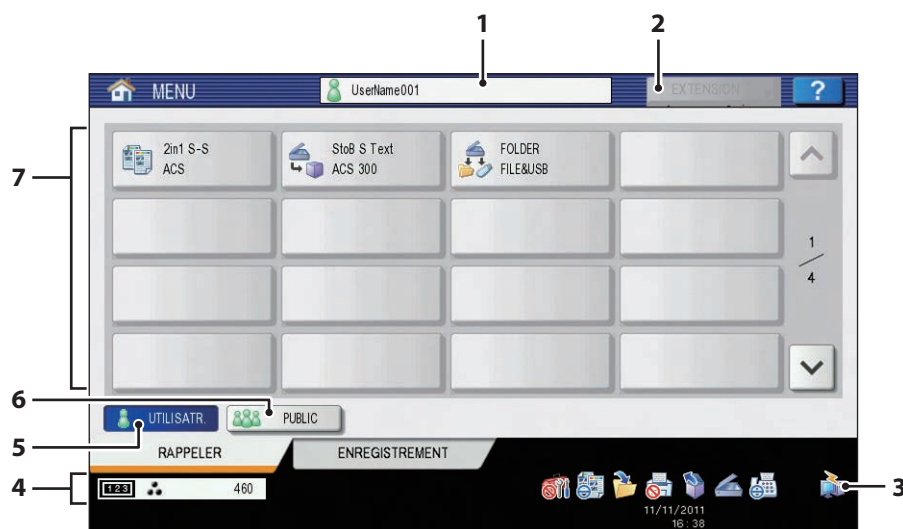 1
2
MENU
UserName001
EXTENSION
?
2in1 S-S
ACS
StoB S Text
ACS 300
FOLDER
FILE&USB
7
1
4
6
UTILISATR.
PUBLIC
5
RAPPELER
ENREGISTREMENT
4
123
460
3
11/11/2011
16:38